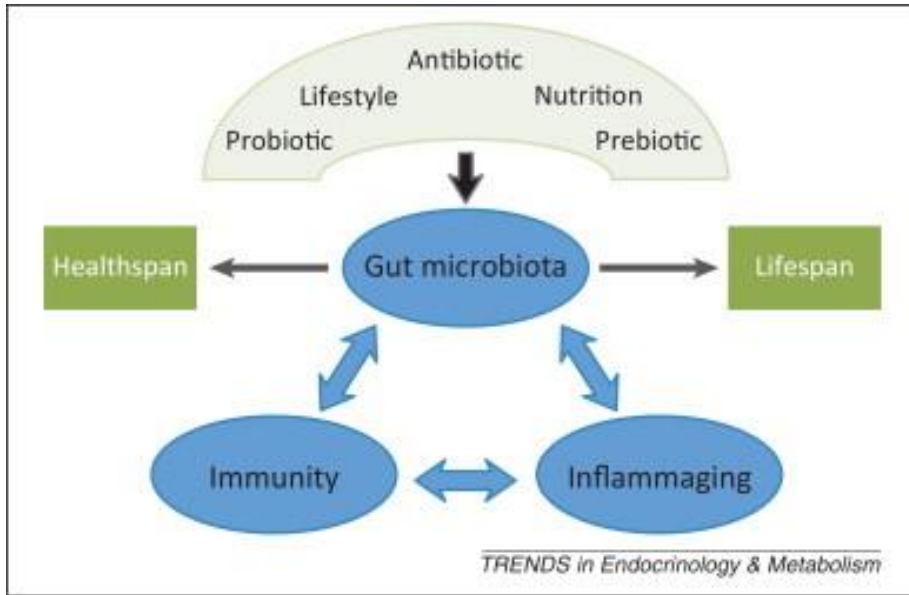 Antibiotic
Lifestyle Nutrition
Probiotic Prebiotic
Healthspan Gut microbiota Lifespan
Immunity Inflammaging
TRENDS in Endocrinology & Metabolism